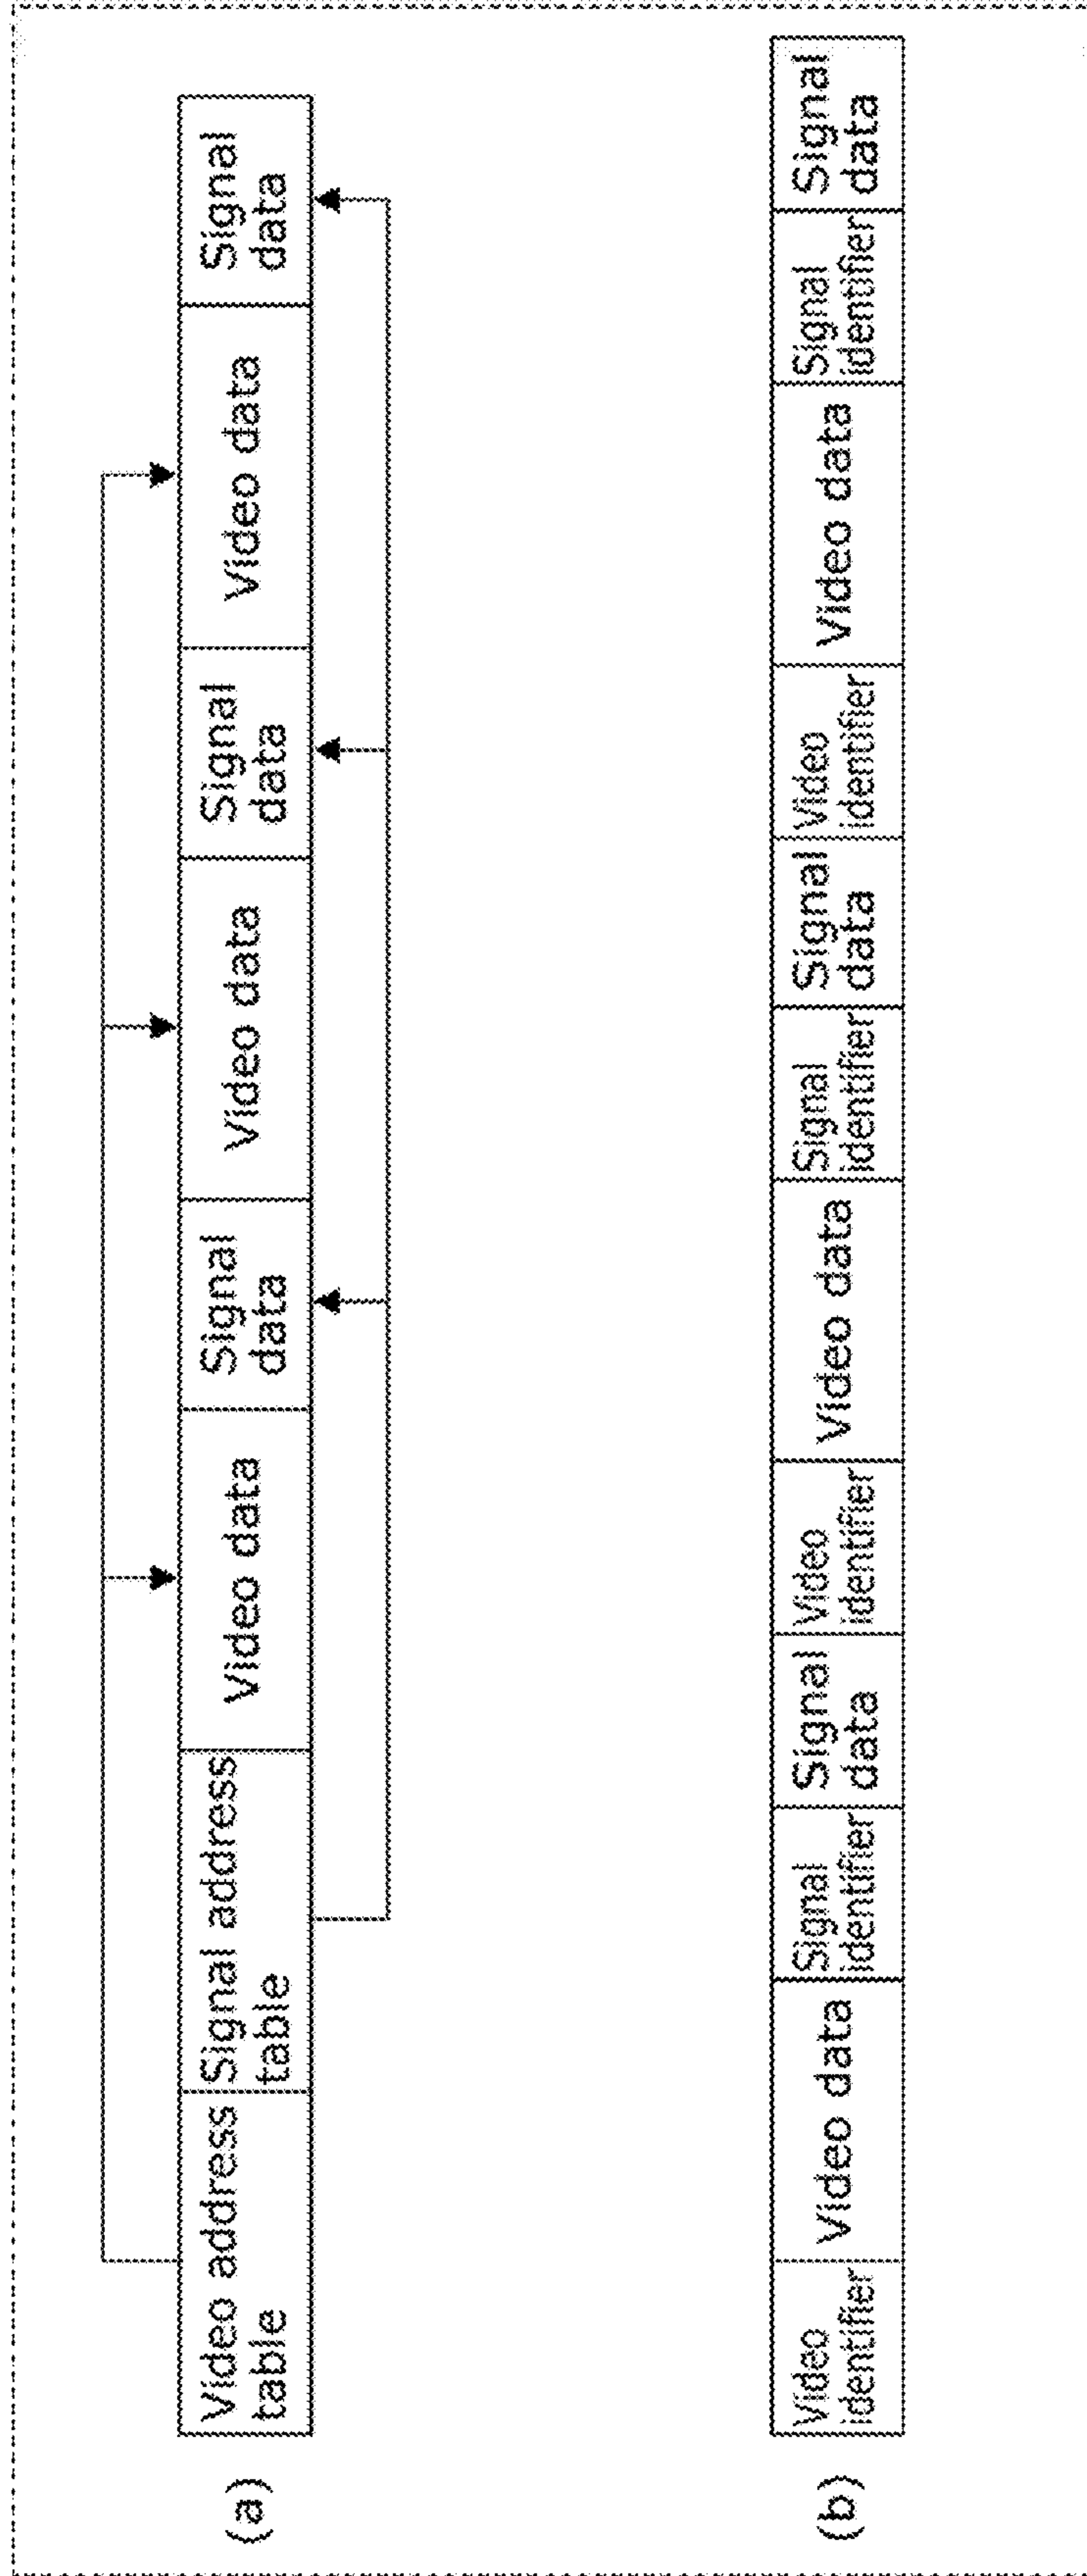 (a)
Video address
table
Signal address
table
Video data
Signal
data
Video data
Signal
data
Video data
Signal
data
(b)
Video
identifier
Video data
Signal
identifier
Signal
data
Video
identifier
Video data
Signal
identifier
Signal
data
Video
identifier
Video data
Signal
identifier
Signal
data